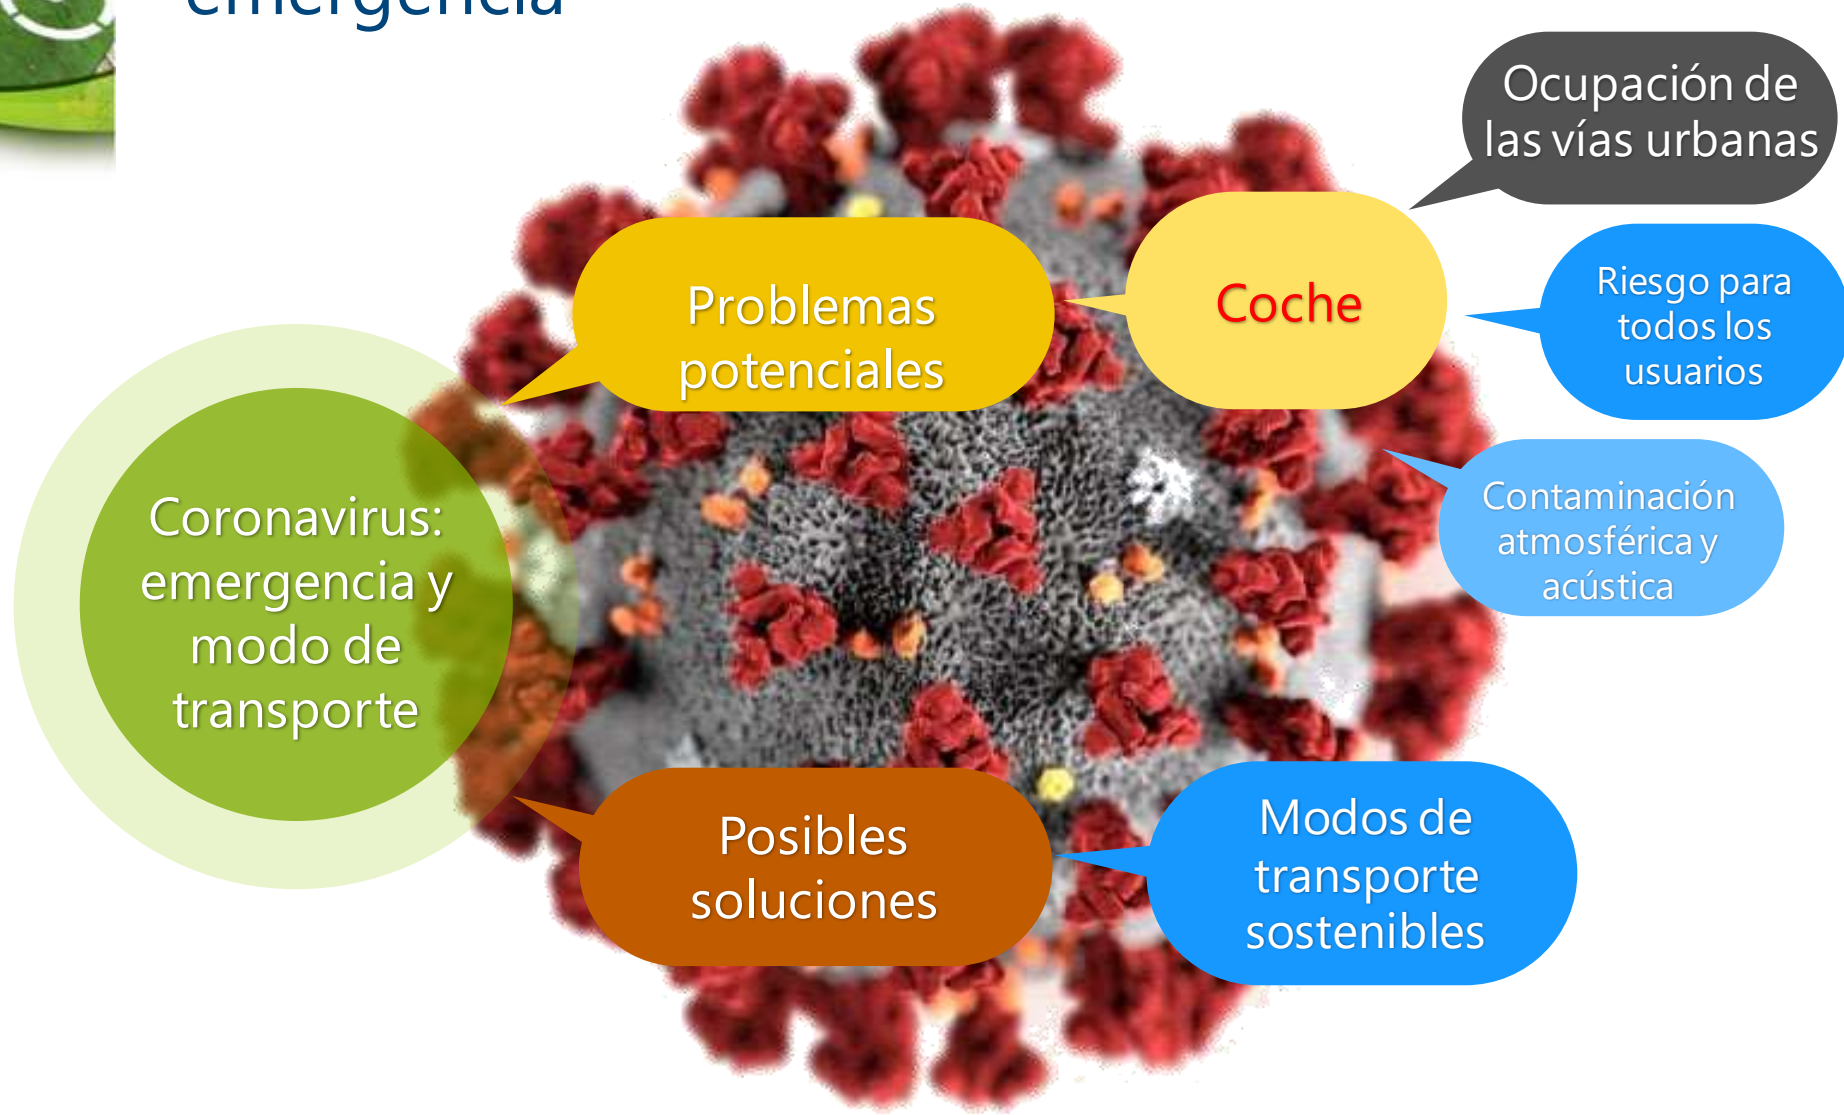 emergencia
Ocupación de
las vías urbanas
Problemas
potenciales
Coche
Riesgo para
todos los
usuarios
Contaminación
atmosférica y
acústica
Coronavirus:
emergencia y
modo de
transporte
Posibles
soluciones
Modos de
transporte
sostenibles